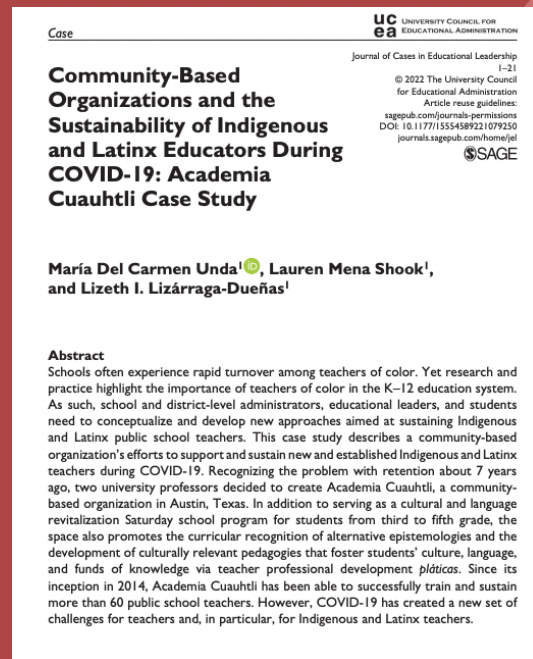 Case
uc
ea
UNIVERSITY COUNCIL FOR
EDUCATIONAL ADMINISTRATION
Journal of Cases in Educational Leadership
1–21
© 2022 The University Council
for Educational Administration
Article reuse guidelines:
sagepub.com/journals-permissions
DOI: 10.1177/15554589221079250
journals.sagepub.com/home/jel
SAGE
Community-Based
Organizations and the
Sustainability of Indigenous
and Latinx Educators During
COVID-19: Academia
Cuauhtli Case Study
María Del Carmen Unda¹ iD, Lauren Mena Shook¹,
and Lizeth I. Lizárraga-Dueñas¹
Abstract
Schools often experience rapid turnover among teachers of color. Yet research and
practice highlight the importance of teachers of color in the K–12 education system.
As such, school and district-level administrators, educational leaders, and students
need to conceptualize and develop new approaches aimed at sustaining Indigenous
and Latinx public school teachers. This case study describes a community-based
organization's efforts to support and sustain new and established Indigenous and Latinx
teachers during COVID-19. Recognizing the problem with retention about 7 years
ago, two university professors decided to create Academia Cuauhtli, a community-
based organization in Austin, Texas. In addition to serving as a cultural and language
revitalization Saturday school program for students from third to fifth grade, the
space also promotes the curricular recognition of alternative epistemologies and the
development of culturally relevant pedagogies that foster students' culture, language,
and funds of knowledge via teacher professional development pláticas. Since its
inception in 2014, Academia Cuauhtli has been able to successfully train and sustain
more than 60 public school teachers. However, COVID-19 has created a new set of
challenges for teachers and, in particular, for Indigenous and Latinx teachers.